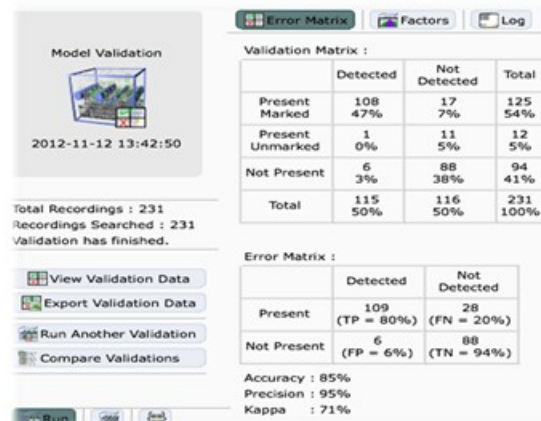 Error Matrix
Factors
Log
Model Validation
2012-11-12 13:42:50
Total Recordings : 231
Recordings Searched : 231
Validation has finished.
View Validation Data
Export Validation Data
Run Another Validation
Compare Validations
Run
Validation Matrix :
Detected Not Detected Total
Present Marked 108 47% 17 7% 125 54%
Present Unmarked 1 0% 11 5% 12 5%
Not Present 6 3% 88 38% 94 41%
Total 115 50% 116 50% 231 100%
Error Matrix :
Detected Not Detected
Present 109 (TP = 80%) 28 (FN = 20%)
Not Present 6 (FP = 6%) 88 (TN = 94%)
Accuracy : 85%
Precision : 95%
Kappa : 71%